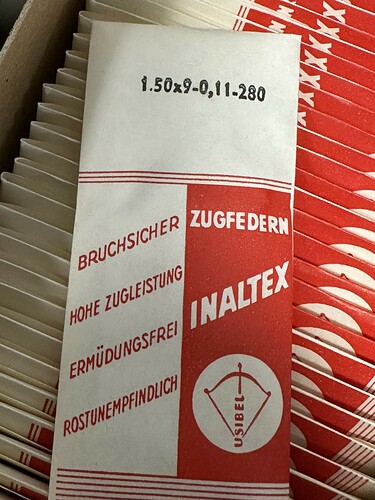 1.50x9-0,11-280
BRUCHSICHER
HOHE ZUGLEISTUNG
ERMÜDUNGSFREI
ROSTUNEMPFINDLICH
ZUGFEDERN
INALTEX
USIBEL